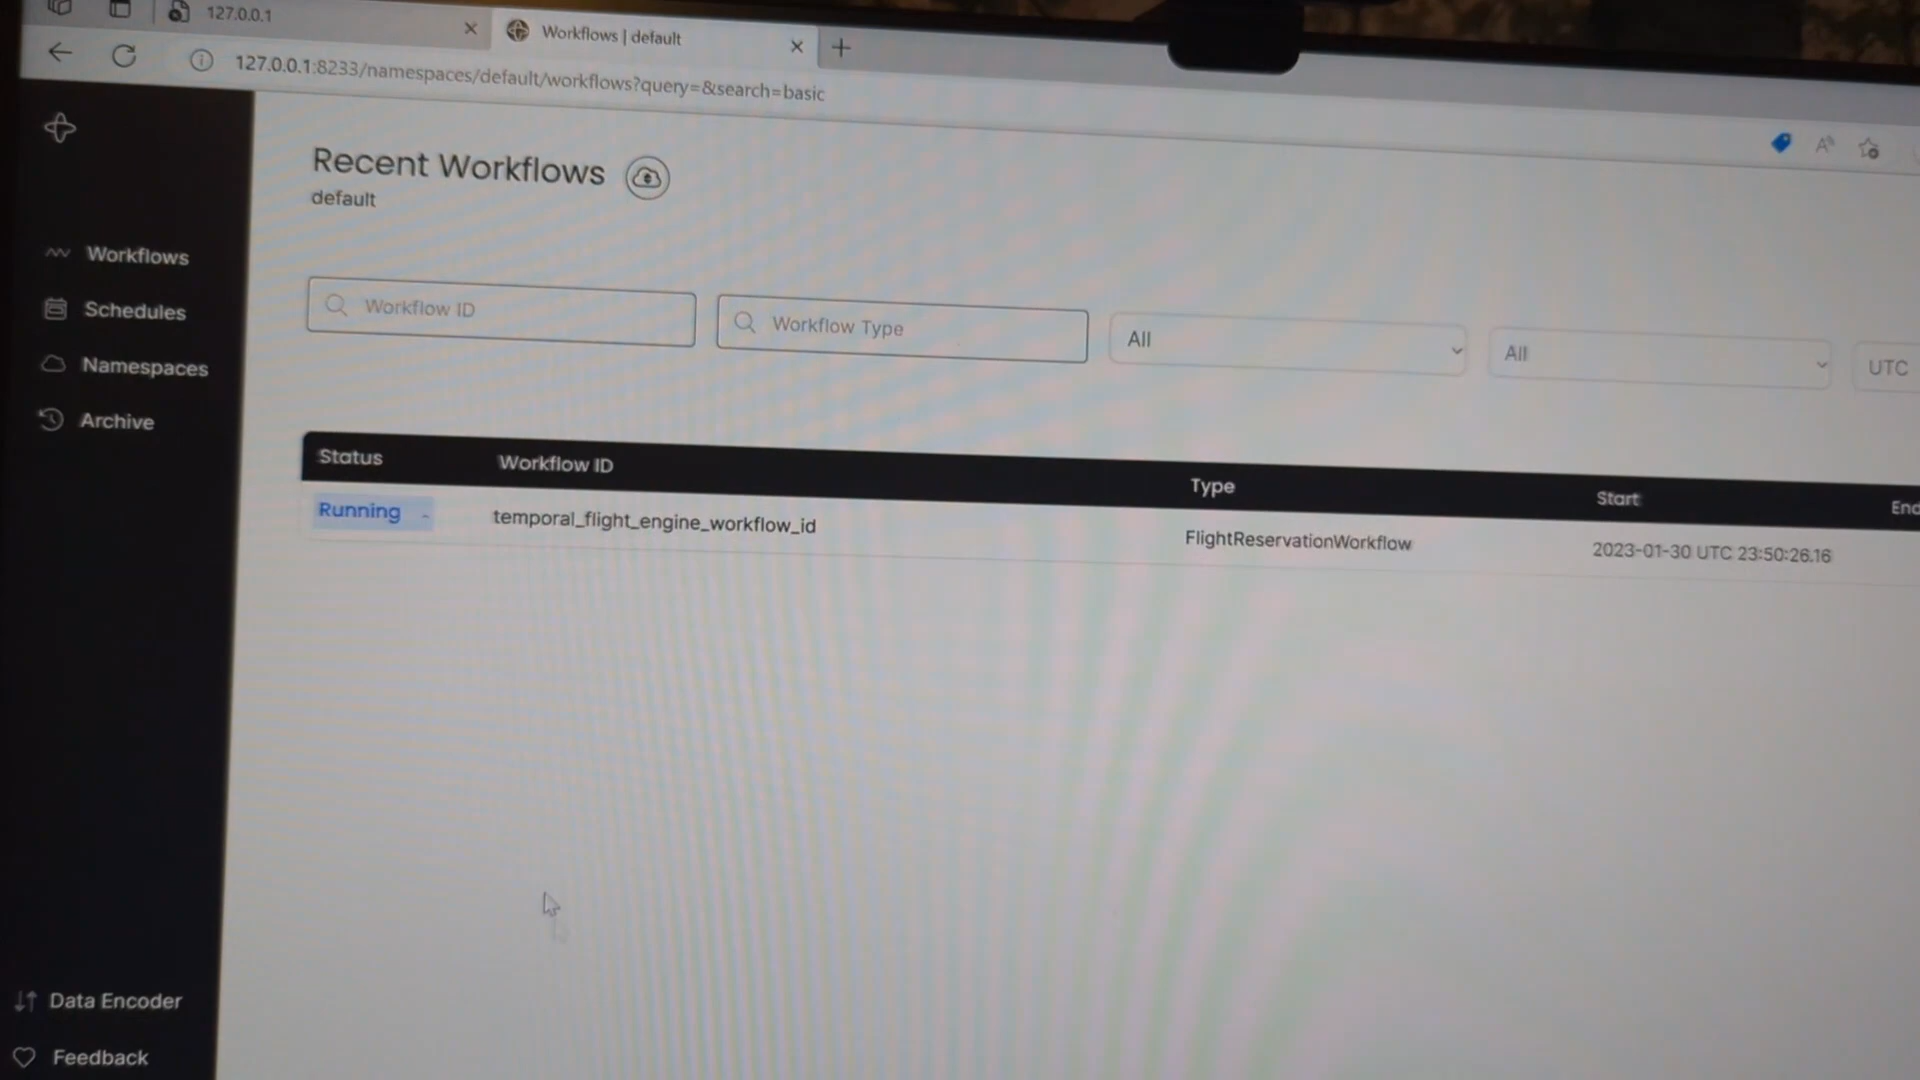 127.0.0.1
Workflows | default
127.0.0.1:8233/namespaces/default/workflows?query=&search=basic
Recent Workflows
default
Workflows
Schedules
Namespaces
Archive
Workflow ID
Workflow Type
All
All
UTC
Status
Workflow ID
Type
Start
End
Running
temporal_flight_engine_workflow_id
FlightReservationWorkflow
2023-01-30 UTC 23:50:26.16
Data Encoder
Feedback